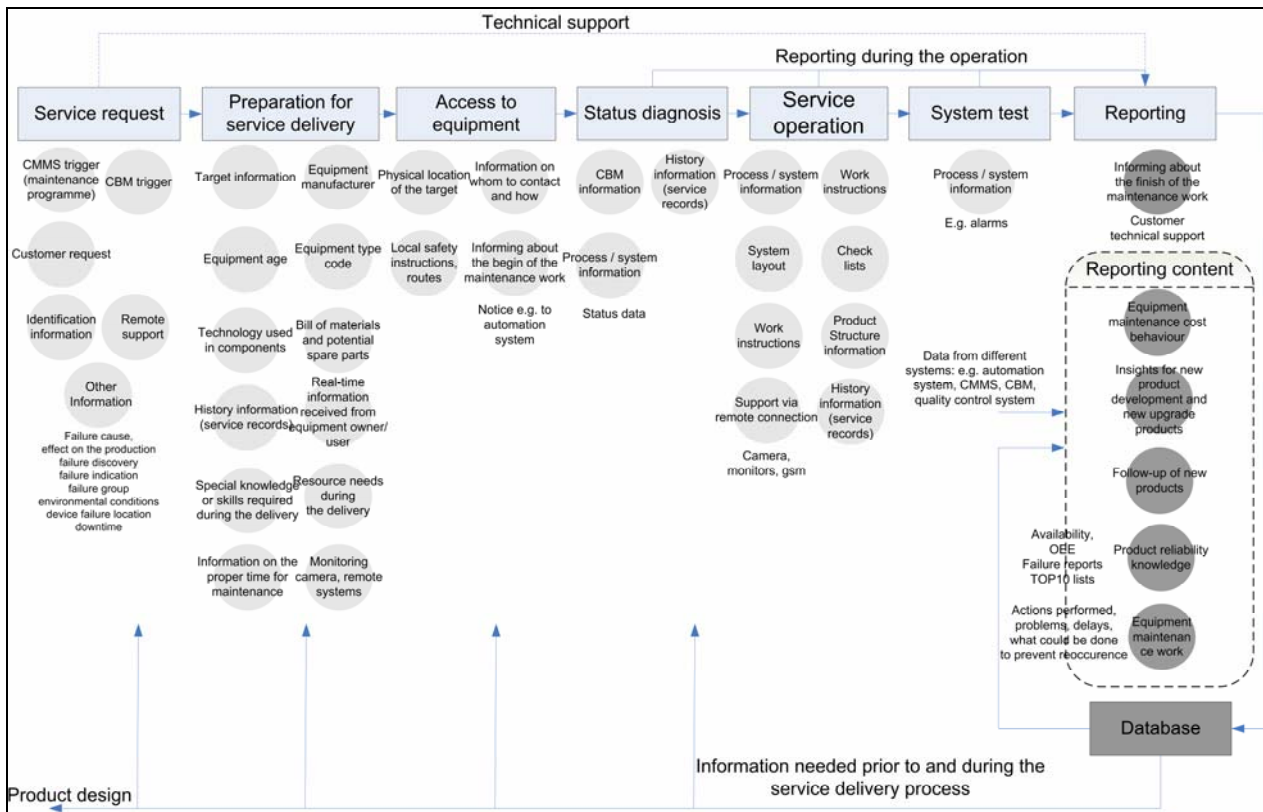 Technical support
Reporting during the operation
Service request
Preparation for
service delivery
Access to
equipment
Status diagnosis
Service
operation
System test
Reporting
CMMS trigger
(maintenance
programme)
CBM trigger
Customer request
Identification
information
Remote
support
Other
Information
Failure cause,
effect on the production
failure discovery
failure indication
failure group
environmental conditions
device failure location
downtime
Target information
Equipment
manufacturer
Equipment age
Equipment type
code
Technology used
in components
Bill of materials
and potential
spare parts
History information
(service records)
Real-time
information
received from
equipment owner/
user
Special knowledge
or skills required
during the delivery
Resource needs
during
the delivery
Information on the
proper time for
maintenance
Monitoring
camera, remote
systems
Physical location
of the target
Information on
whom to contact
and how
Local safety
instructions,
routes
Informing about
the begin of the
maintenance work
Notice e.g. to
automation
system
CBM
information
History
information
(service
records)
Process / system
information
Status data
Process / system
information
Work
instructions
System
layout
Check
lists
Work
instructions
Product
Structure
information
Support via
remote connection
History
information
(service
records)
Camera,
monitors, gsm
Process / system
information
E.g. alarms
Data from different
systems: e.g. automation
system, CMMS, CBM,
quality control system
Informing about
the finish of the
maintenance work
Customer
technical support
Reporting content
Equipment
maintenance cost
behaviour
Insights for new
product
development and
new upgrade
products
Follow-up of new
products
Availability,
OEE
Failure reports
TOP10 lists
Product reliability
knowledge
Actions performed,
problems, delays,
what could be done
to prevent reoccurence
Equipment
maintenan
ce work
Database
Information needed prior to and during the
service delivery process
Product design